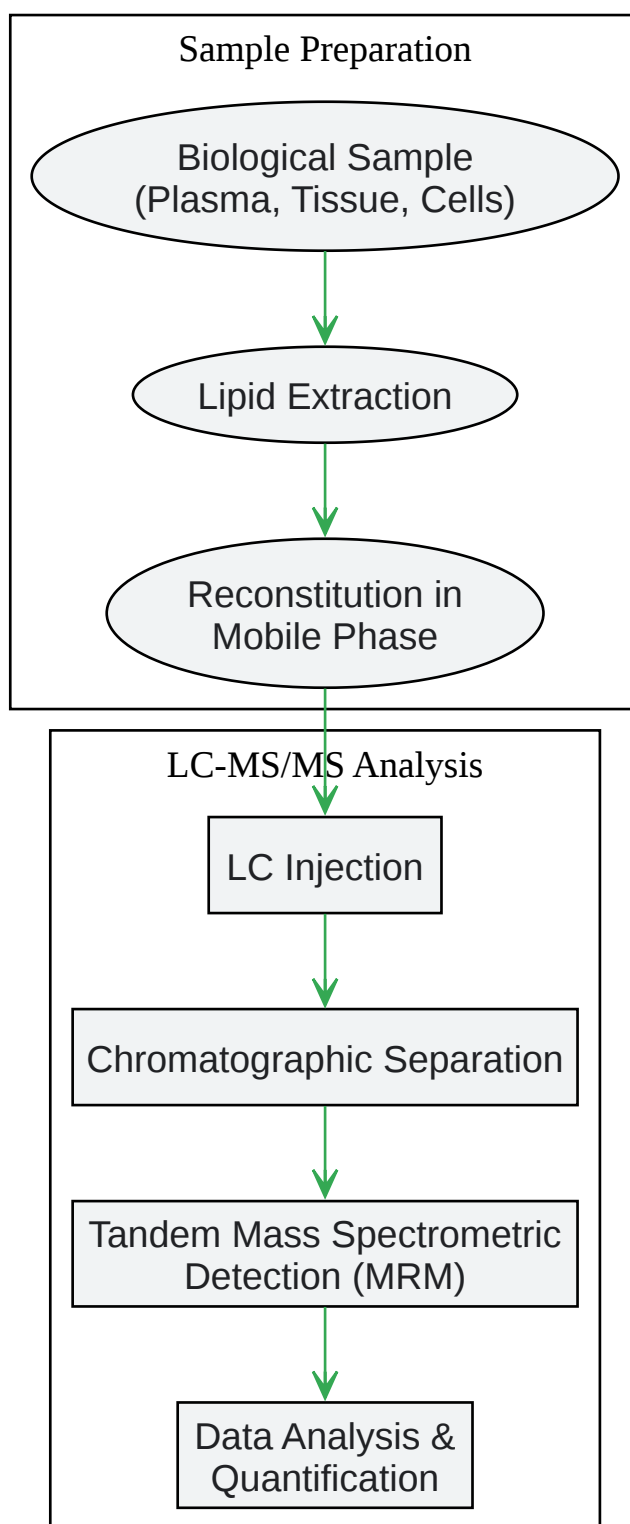 Sample Preparation
Biological Sample
(Plasma, Tissue, Cells)
Lipid Extraction
Reconstitution in
Mobile Phase
LC-MS/MS Analysis
LC Injection
Chromatographic Separation
Tandem Mass Spectrometric
Detection (MRM)
Data Analysis &
Quantification